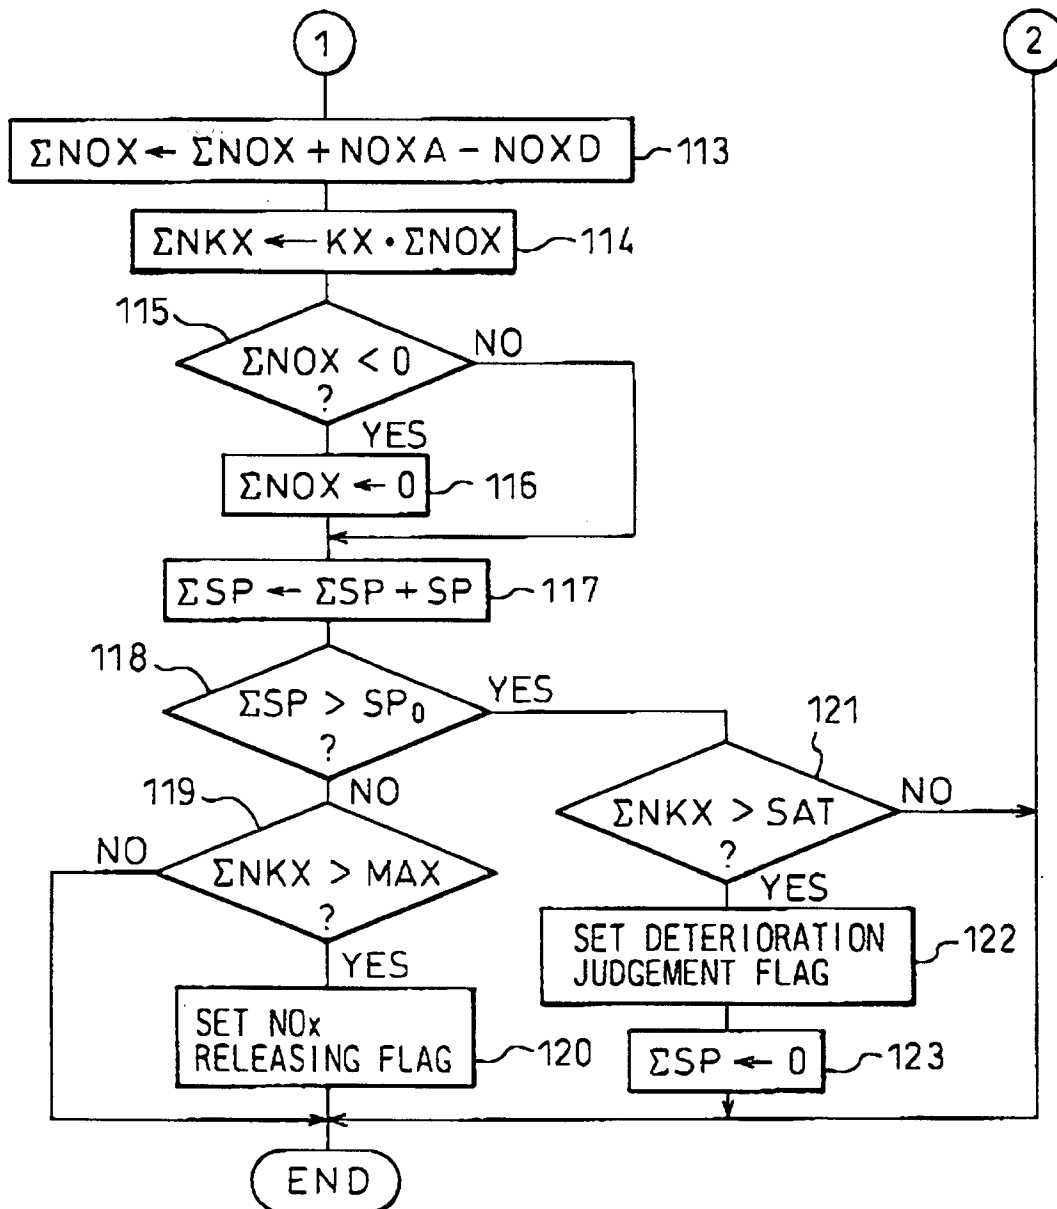 1
2
ΣNOX ← ΣNOX + NOXA − NOXD
113
ΣNKX ← KX · ΣNOX
114
115
ΣNOX < 0
?
NO
YES
ΣNOX ← 0
116
ΣSP ← ΣSP + SP
117
118
ΣSP > SP₀
?
YES
NO
121
ΣNKX > SAT
?
NO
YES
119
NO
ΣNKX > MAX
?
YES
SET DETERIORATION
JUDGEMENT FLAG
122
SET NOx
RELEASING FLAG
120
ΣSP ← 0
123
END